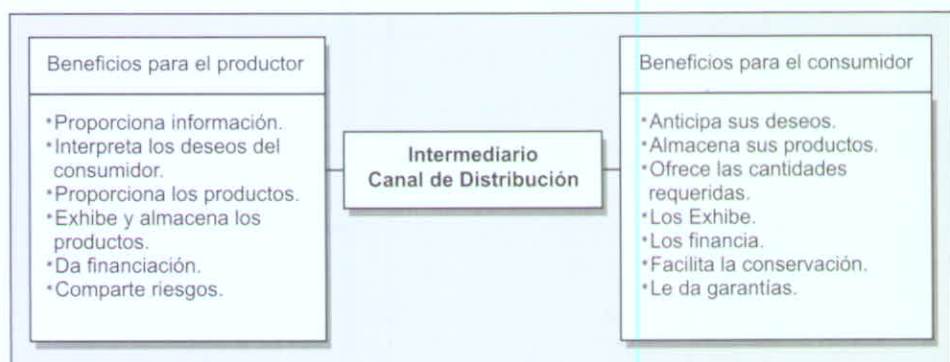 Beneficios para el productor
•Proporciona información.
•Interpreta los deseos del
consumidor.
•Proporciona los productos.
•Exhibe y almacena los
productos.
•Da financiación.
•Comparte riesgos.
Intermediario
Canal de Distribución
Beneficios para el consumidor
•Anticipa sus deseos.
•Almacena sus productos.
•Ofrece las cantidades
requeridas.
•Los Exhibe.
•Los financia.
•Facilita la conservación.
•Le da garantías.